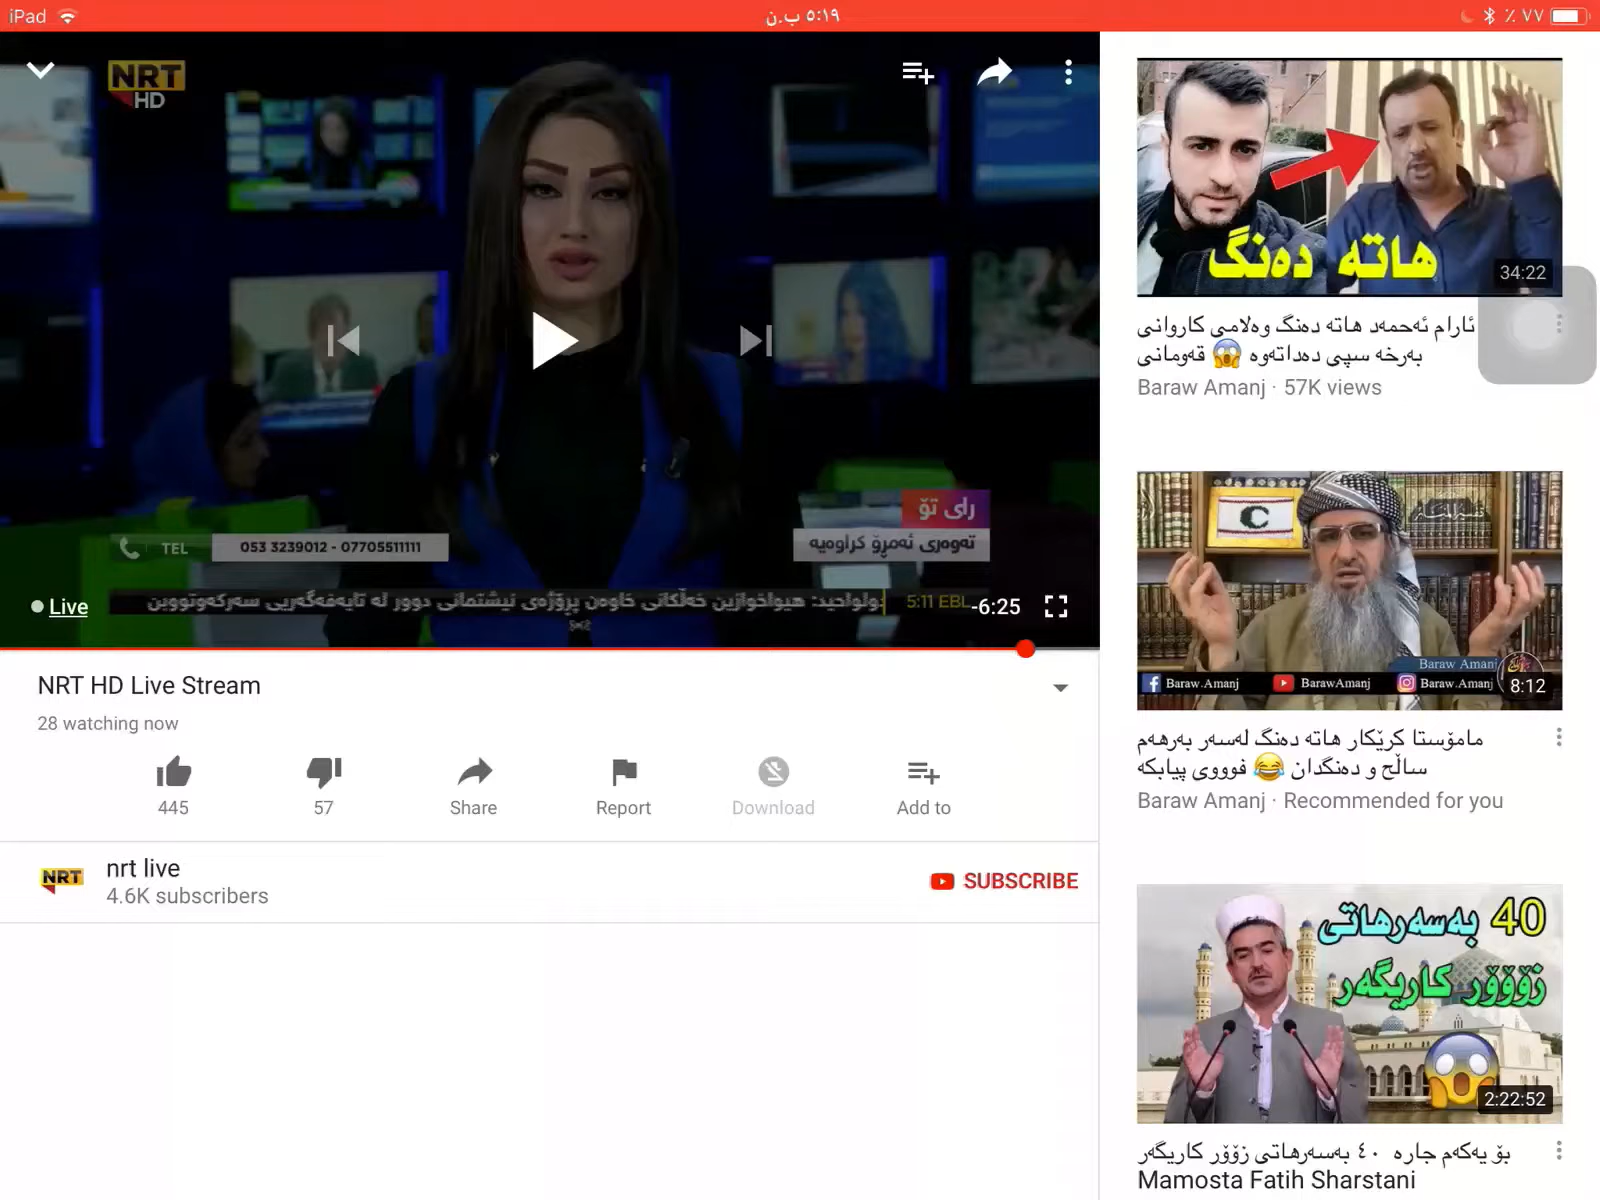 iPad
٥:١٩ ب.ن
٪ ٧٧
NRT
HD
رای تۆ
تەوەری ئەمڕۆ کراوەیە
TEL
053 3239012 - 07705511111
هیواخوازین خەڵکانی خاوەن پڕۆژەی نیشتمانی دوور لە تایەفەگەریی سەرکەوتووبن
5:11 EBL
Live
-6:25
NRT HD Live Stream
28 watching now
445
57
Share
Report
Download
Add to
NRT
nrt live
4.6K subscribers
SUBSCRIBE
هاتە دەنگ
34:22
ئارام ئەحمەد هاتە دەنگ وەلامی کاروانی
بەرخە سپی دەداتەوە 😱 قەومانی
Baraw Amanj · 57K views
Baraw Amanj
Baraw.Amanj
BarawAmanj
Baraw.Amanj
8:12
مامۆستا کرێکار هاتە دەنگ لەسەر بەرهەم
ساڵح و دەنگدان 😂 فوووی پیابکە
Baraw Amanj · Recommended for you
40 بەسەرهاتی
زۆۆۆر کاریگەر
2:22:52
بۆ یەکەم جارە ٤٠ بەسەرهاتی زۆۆر کاریگەر
Mamosta Fatih Sharstani